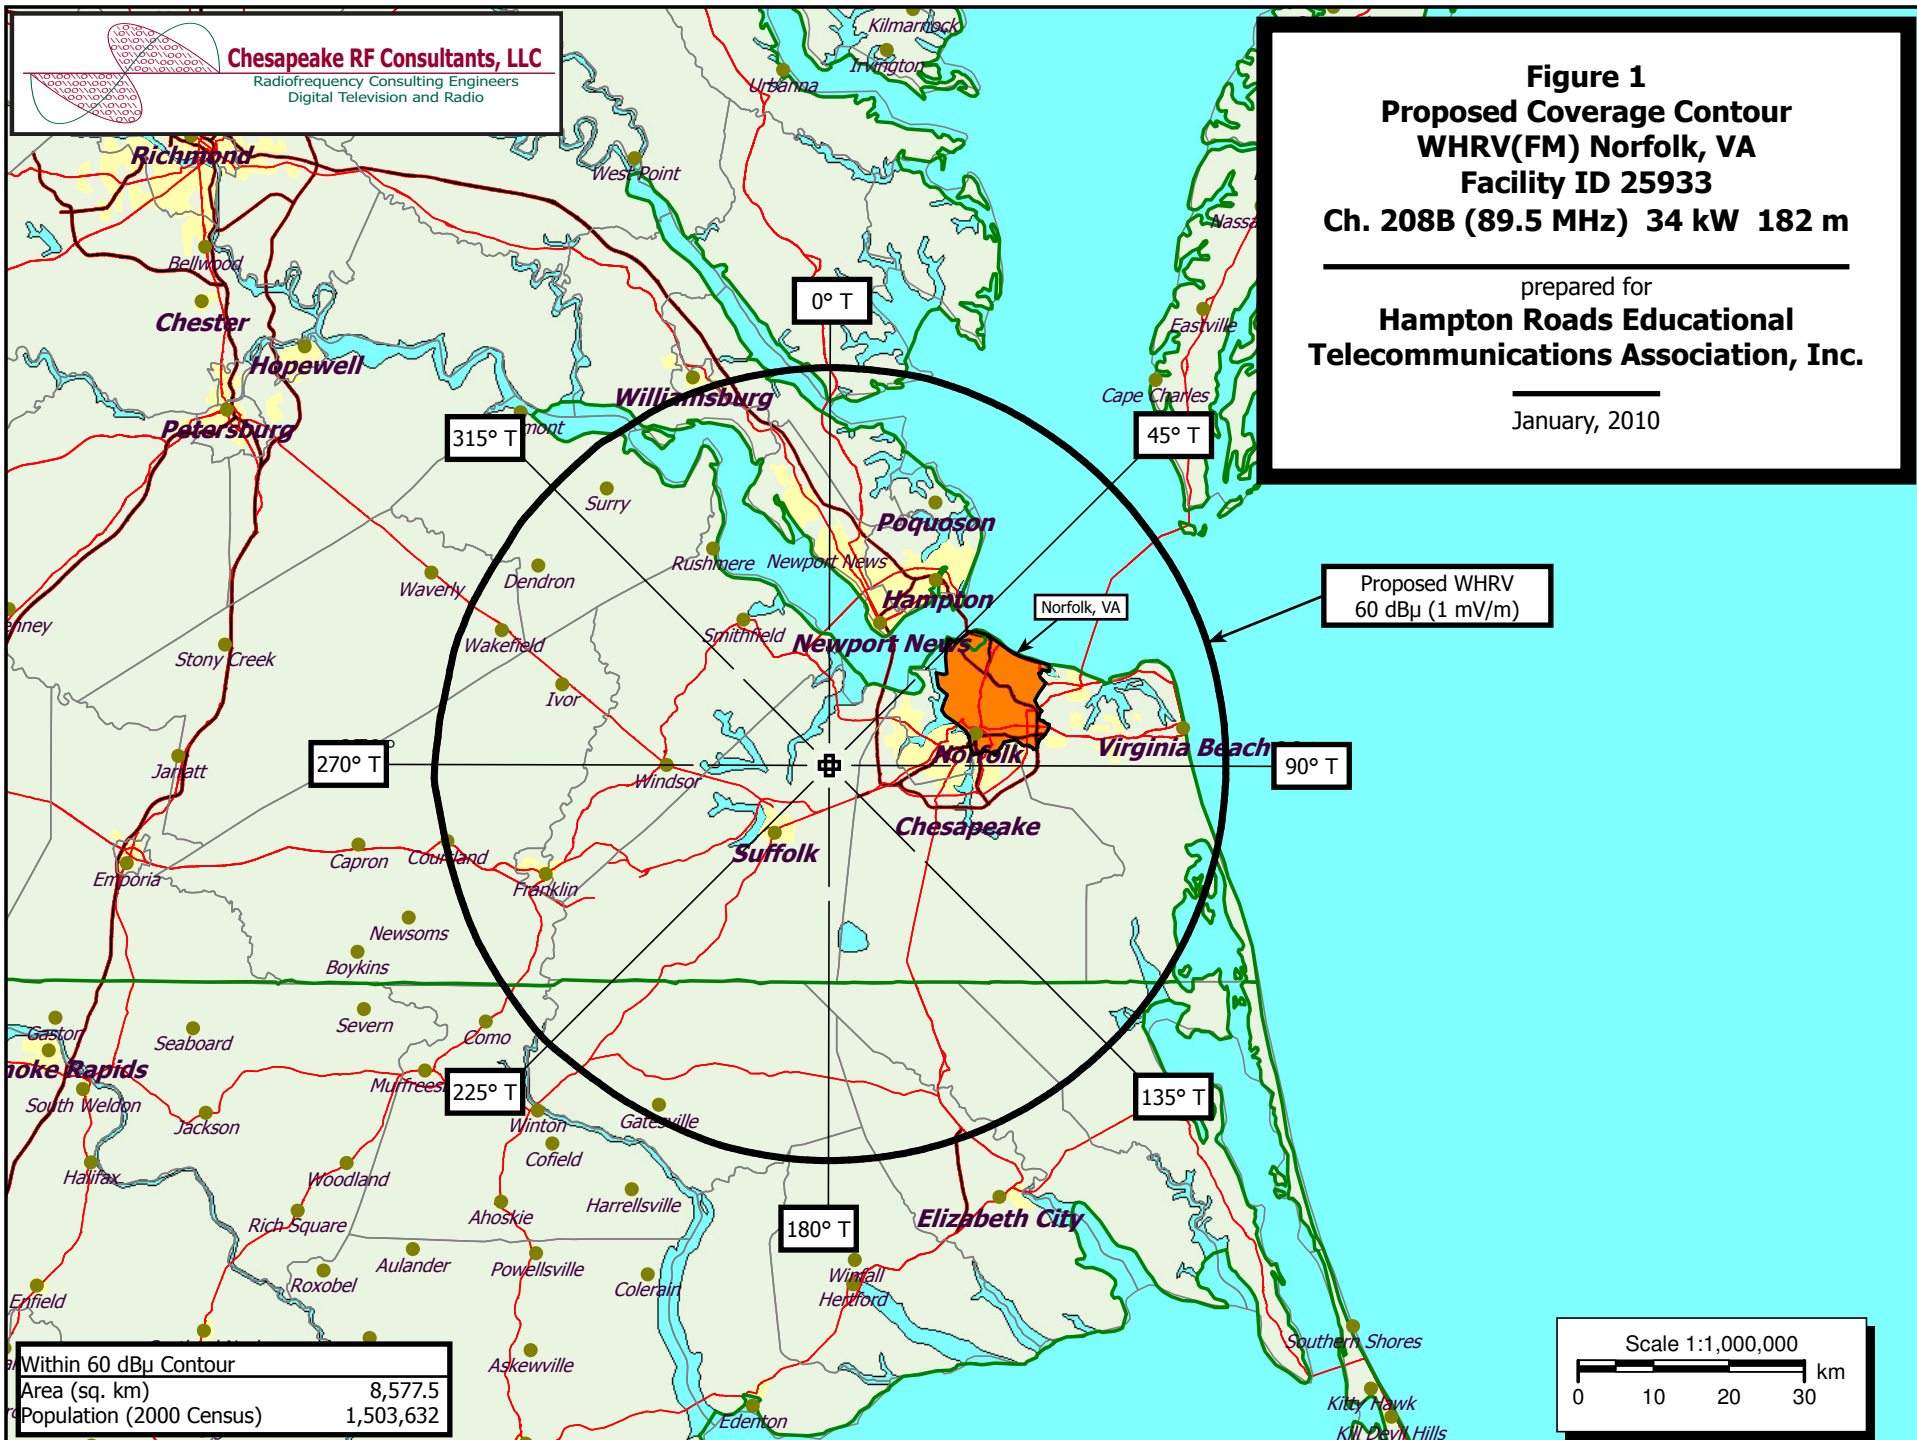 Chesapeake RF Consultants, LLC
Radiofrequency Consulting Engineers
Digital Television and Radio
Figure 1
Proposed Coverage Contour
WHRV(FM) Norfolk, VA
Facility ID 25933
Ch. 208B (89.5 MHz) 34 kW 182 m
prepared for
Hampton Roads Educational
Telecommunications Association, Inc.
January, 2010
Kilmarnock
Irvington
Urbanna
Richmond
West Point
Bellwood
Chester
Hopewell
Petersburg
Williamsburg
Eastville
Cape Charles
0° T
315° T
45° T
Surry
Poquoson
Rushmere
Newport News
Dendron
Waverly
Hampton
Norfolk, VA
Proposed WHRV
60 dBµ (1 mV/m)
Smithfield
Wakefield
Newport News
Stony Creek
Ivor
Jarratt
270° T
Windsor
Norfolk
Virginia Beach
90° T
Chesapeake
Suffolk
Capron
Courtland
Emporia
Franklin
Newsoms
Boykins
Severn
Gaston
Seaboard
Como
Rapids
South Weldon
225° T
135° T
Jackson
Winton
Gatesville
Cofield
Halifax
Woodland
Harrellsville
Rich Square
Ahoskie
180° T
Elizabeth City
Aulander
Powellsville
Roxobel
Colerain
Winfall
Hertford
Enfield
Askewville
Edenton
Southern Shores
Kitty Hawk
Kill Devil Hills
Within 60 dBµ Contour
Area (sq. km) 8,577.5
Population (2000 Census) 1,503,632
Scale 1:1,000,000
km
0 10 20 30